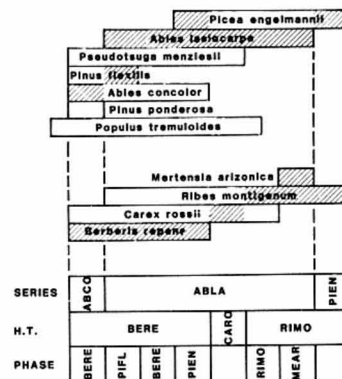 Picea engelmannii
Abies lasiocarpa
Pseudotsuga menziesii
Pinus flexilis
Abies concolor
Pinus ponderosa
Populus tremuloides
Mertensia arizonica
Ribes montigenum
Carex rossii
Berberis repens
SERIES ABCO ABLA PIEN
H.T. BERE CARO RIMO
PHASE BERE PIFL BERE PIEN RIMO MEAR